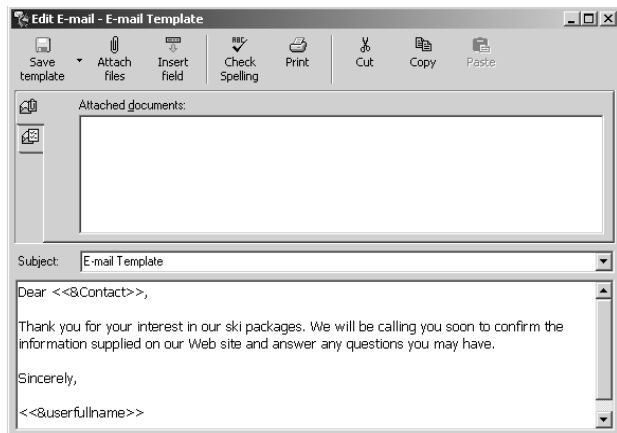 Edit E-mail - E-mail Template
Save template
Attach files
Insert field
ABC
Check Spelling
Print
Cut
Copy
Paste
Attached documents:
Subject:
E-mail Template
Dear <<&Contact>>,
Thank you for your interest in our ski packages. We will be calling you soon to confirm the
information supplied on our Web site and answer any questions you may have.
Sincerely,
<<&userfullname>>